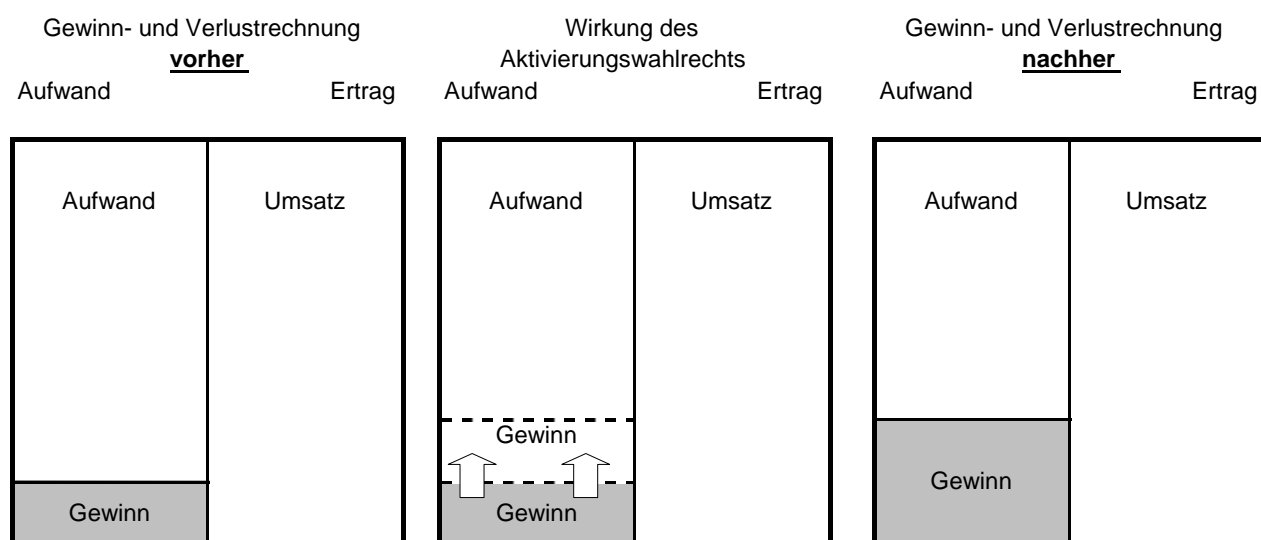 Gewinn- und Verlustrechnung
vorher
Aufwand Ertrag
Aufwand Umsatz
Gewinn
Wirkung des
Aktivierungswahlrechts
Aufwand Ertrag
Aufwand Umsatz
Gewinn
Gewinn
Gewinn- und Verlustrechnung
nachher
Aufwand Ertrag
Aufwand Umsatz
Gewinn